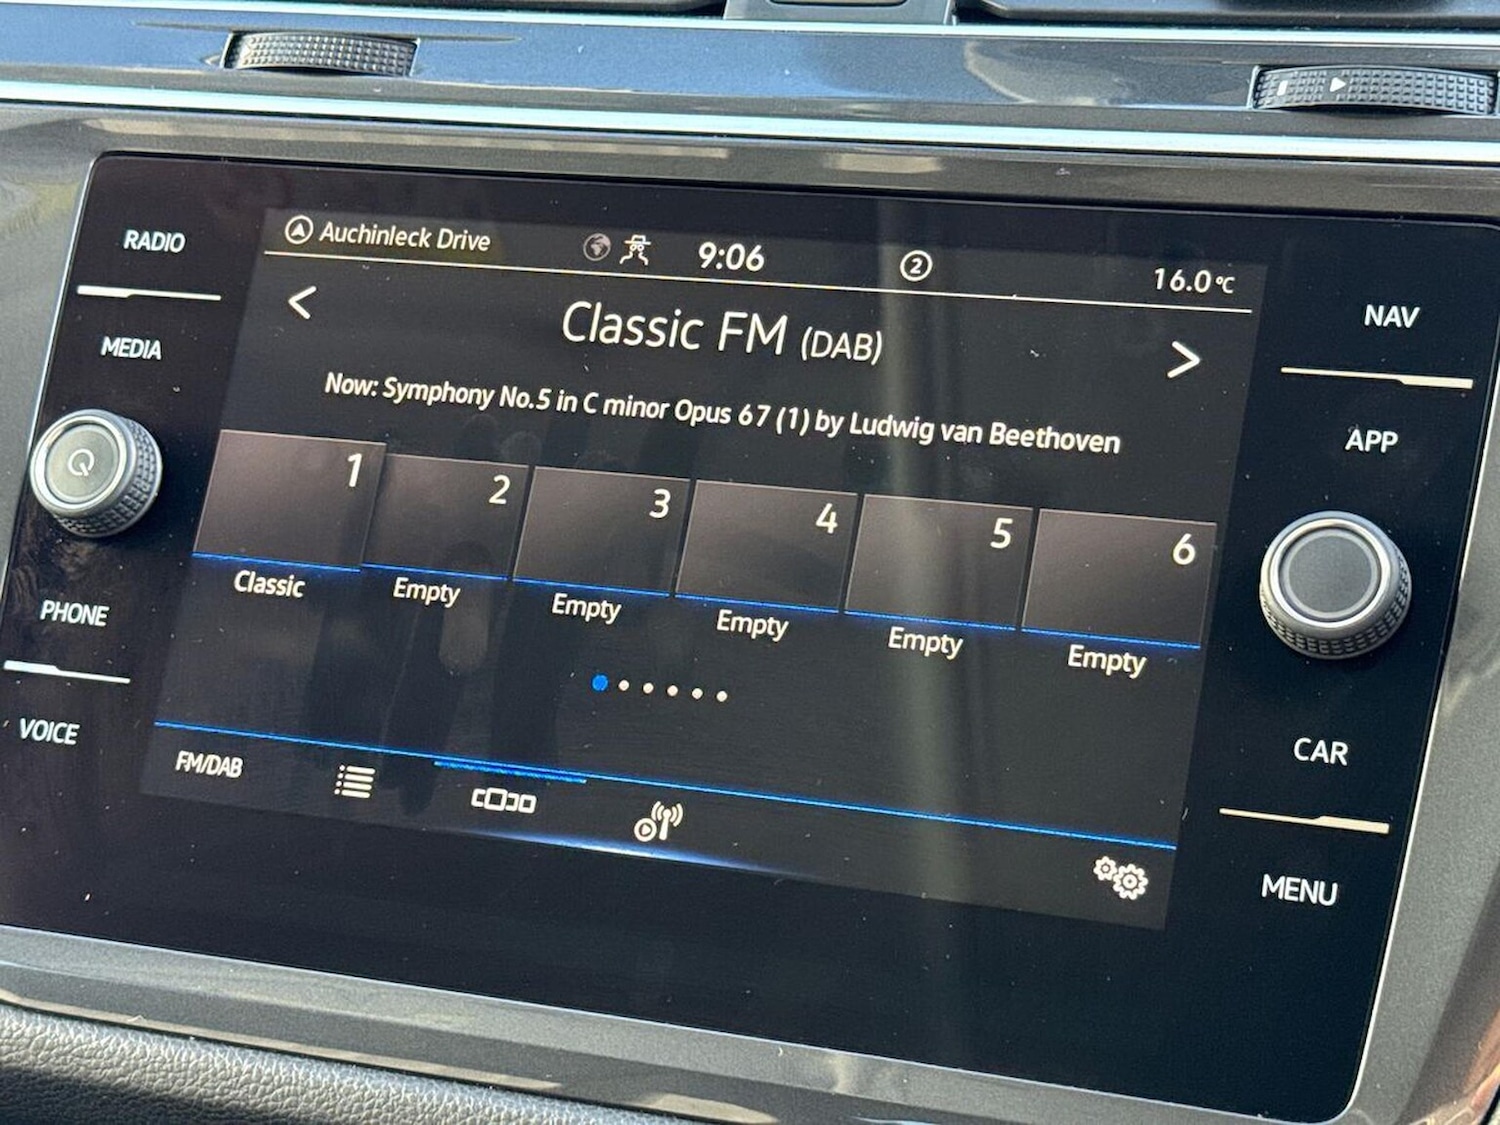 RADIO
MEDIA
PHONE
VOICE
Auchinleck Drive
9:06
2
16.0°C
Classic FM (DAB)
Now: Symphony No.5 in C minor Opus 67 (1) by Ludwig van Beethoven
1
2
3
4
5
6
Classic
Empty
Empty
Empty
Empty
Empty
FM/DAB
NAV
APP
CAR
MENU